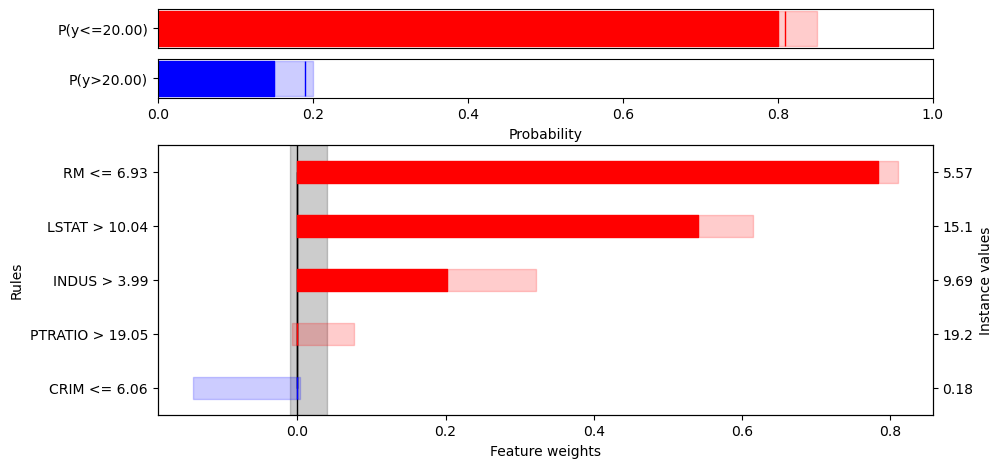 P(y<=20.00)
P(y>20.00)
0.0 0.2 0.4 0.6 0.8 1.0
Probability
RM <= 6.93 5.57
LSTAT > 10.04 15.1
INDUS > 3.99 9.69
PTRATIO > 19.05 19.2
CRIM <= 6.06 0.18
Rules
Instance values
0.0 0.2 0.4 0.6 0.8
Feature weights